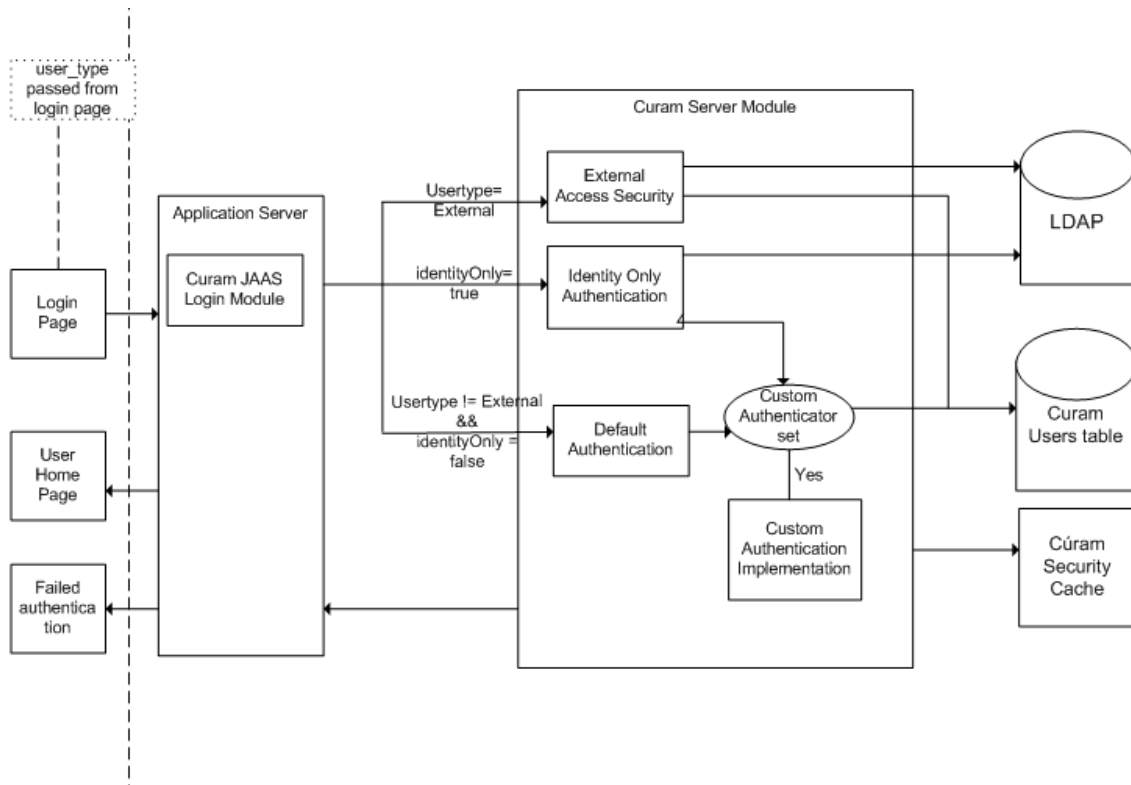 user_type
passed from
login page
Login
Page
User
Home
Page
Failed
authentica
tion
Application Server
Curam JAAS
Login Module
Usertype=
External
identityOnly=
true
Usertype != External
&&
identityOnly =
false
Curam Server Module
External
Access Security
Identity Only
Authentication
Default
Authentication
Custom
Authenticator
set
Yes
Custom
Authentication
Implementation
LDAP
Curam
Users table
Cúram
Security
Cache